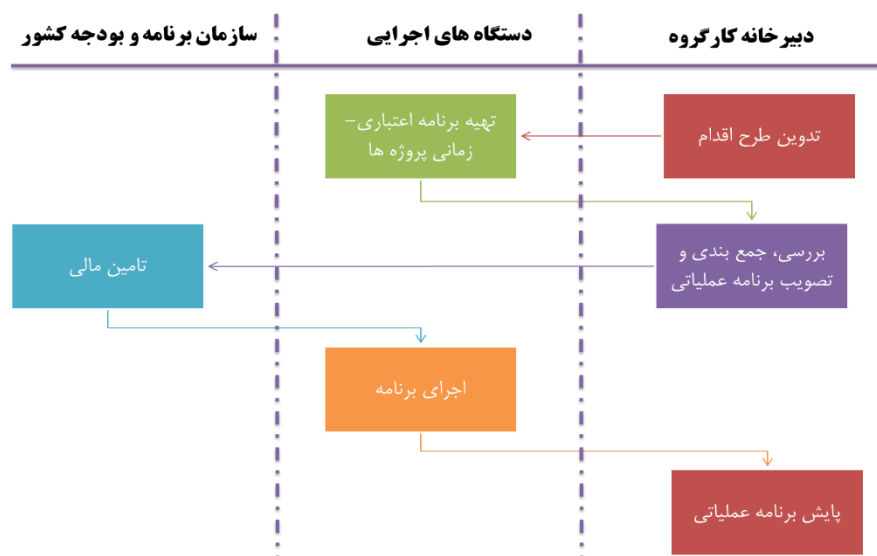 دبیرخانه کارگروه
دستگاه های اجرایی
سازمان برنامه و بودجه کشور
تدوین طرح اقدام
تهیه برنامه اعتباری-
زمانی پروژه ها
بررسی، جمع بندی و
تصویب برنامه عملیاتی
تامین مالی
اجرای برنامه
پایش برنامه عملیاتی